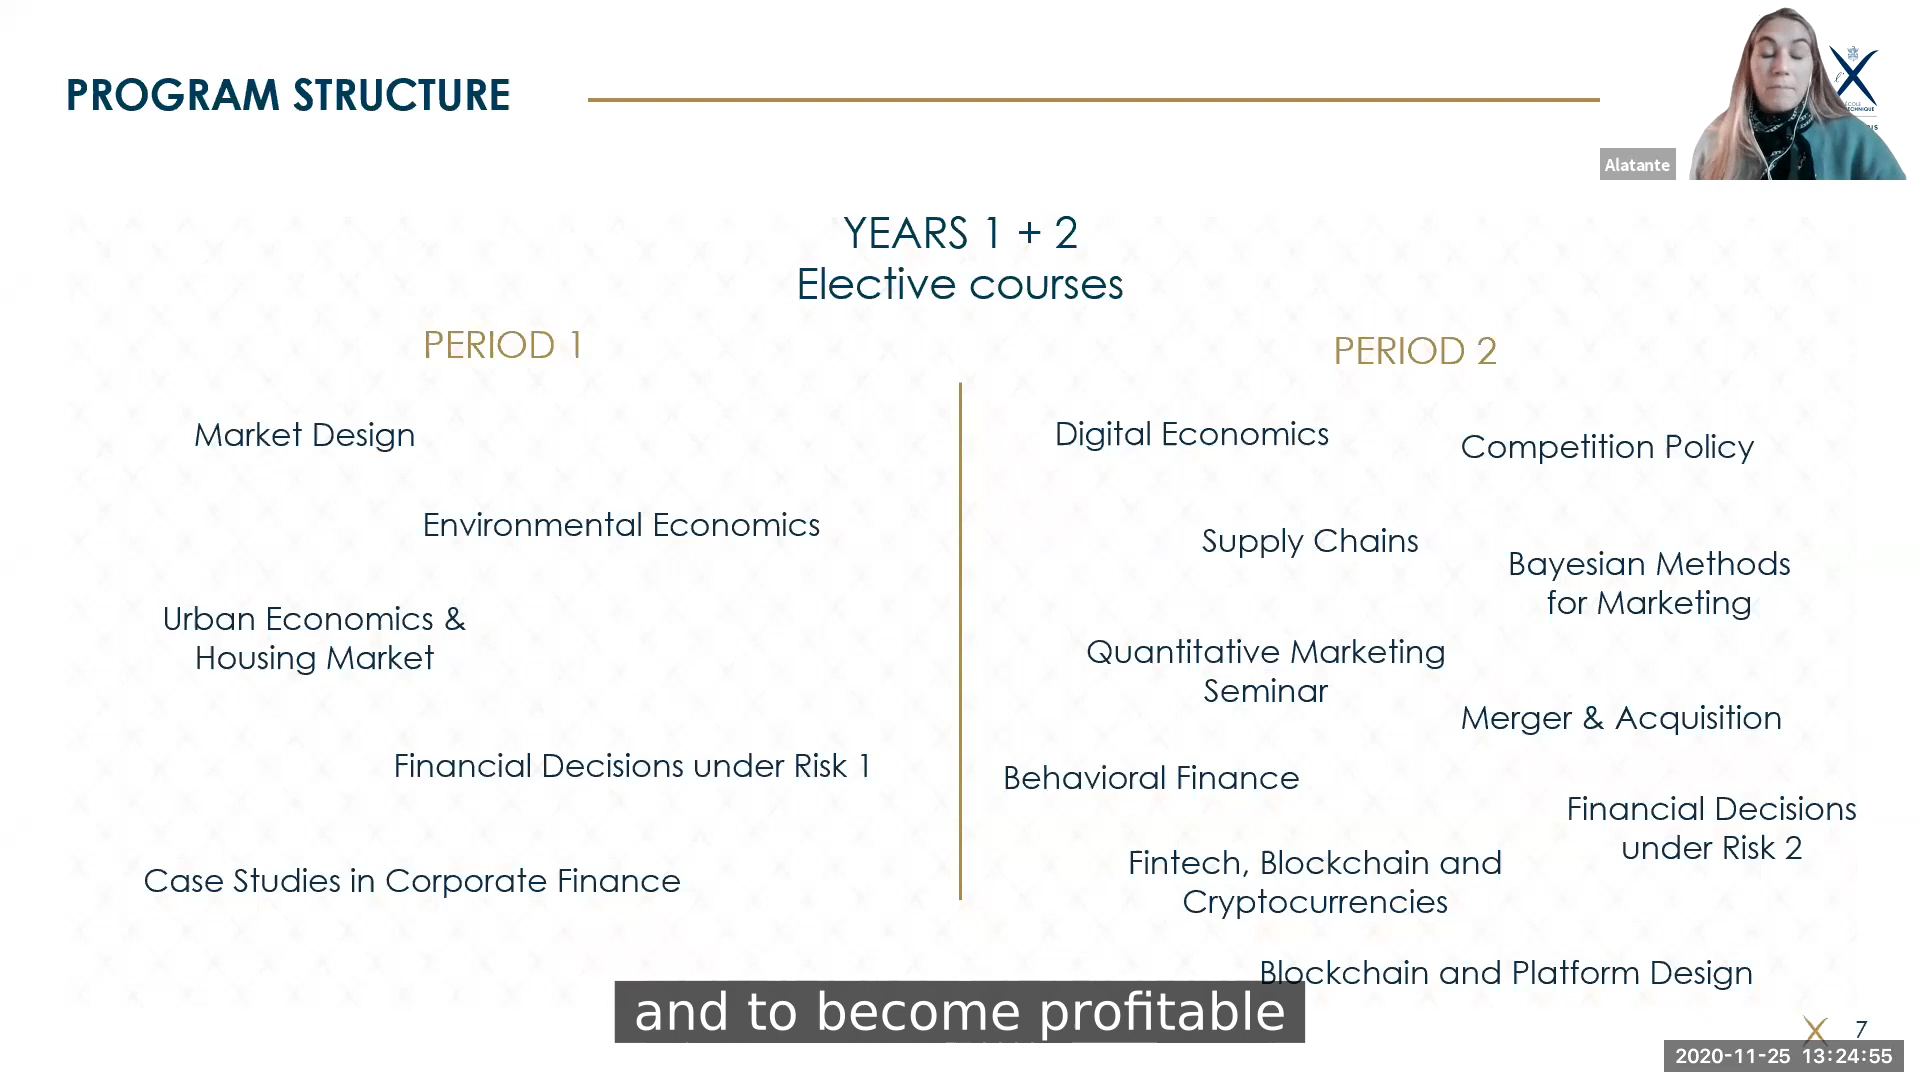 PROGRAM STRUCTURE
Alatante
YEARS 1 + 2
Elective courses
PERIOD 1
Market Design
Environmental Economics
Urban Economics &
Housing Market
Financial Decisions under Risk 1
Case Studies in Corporate Finance
PERIOD 2
Digital Economics
Competition Policy
Supply Chains
Bayesian Methods
for Marketing
Quantitative Marketing
Seminar
Merger & Acquisition
Behavioral Finance
Financial Decisions
under Risk 2
Fintech, Blockchain and
Cryptocurrencies
Blockchain and Platform Design
and to become profitable
7
2020-11-25 13:24:55